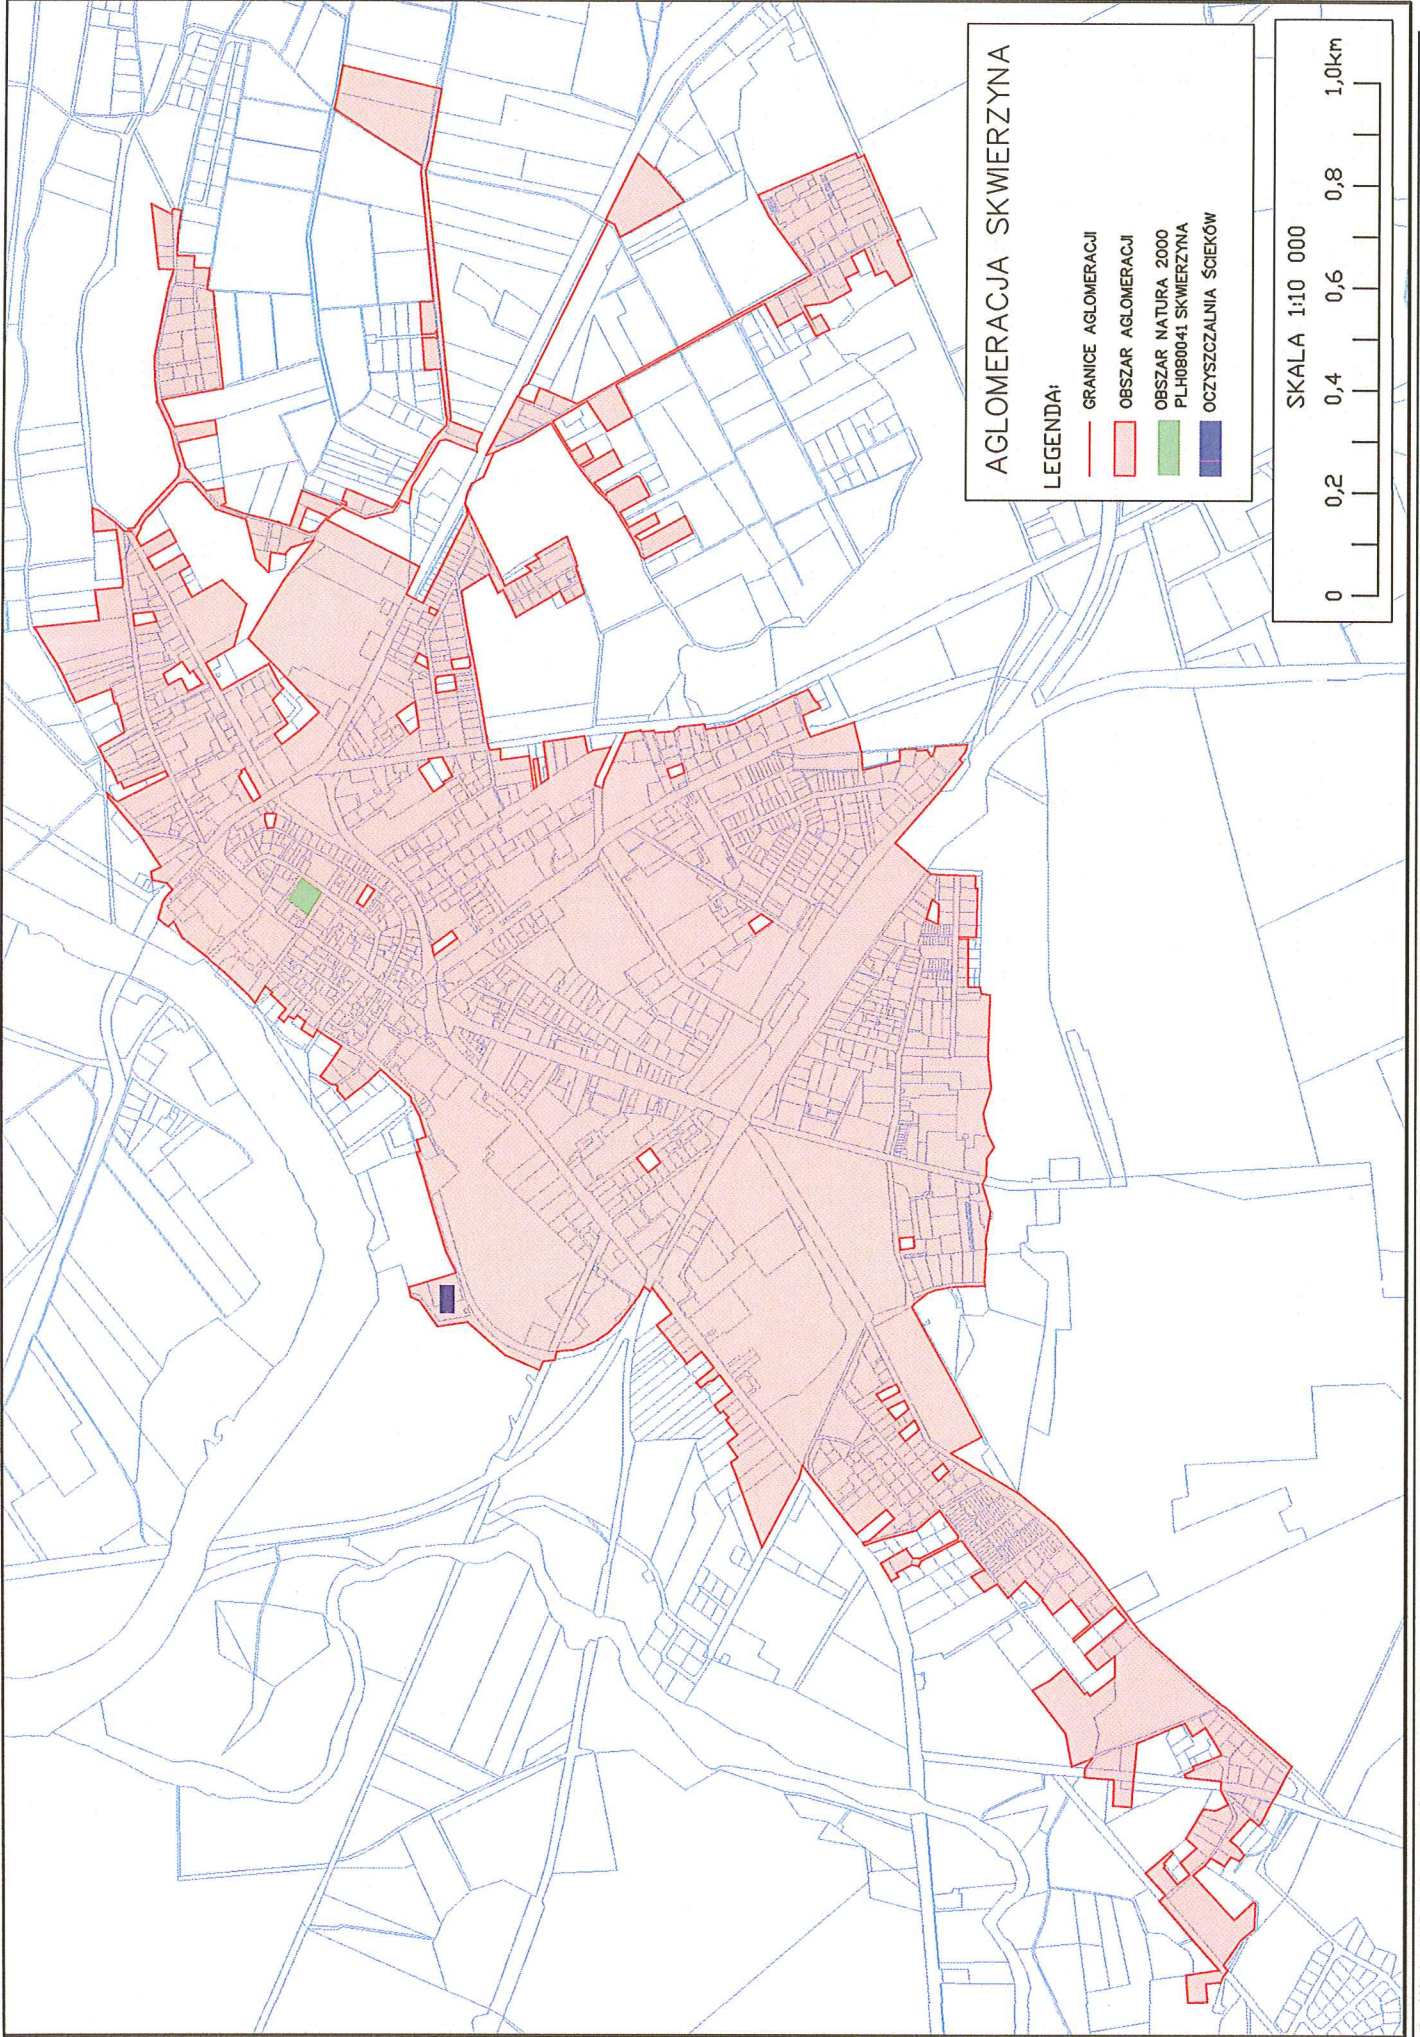 AGLOMERACJA SKWIERZYNA
LEGENDA:
GRANICE AGLOMERACJI
OBSZAR AGLOMERACJI
OBSZAR NATURA 2000
PLH080041 SKWIERZYNA
OCZYSZCZALNIA ŚCIEKÓW
SKALA 1:10 000
0 0,2 0,4 0,6 0,8 1,0km